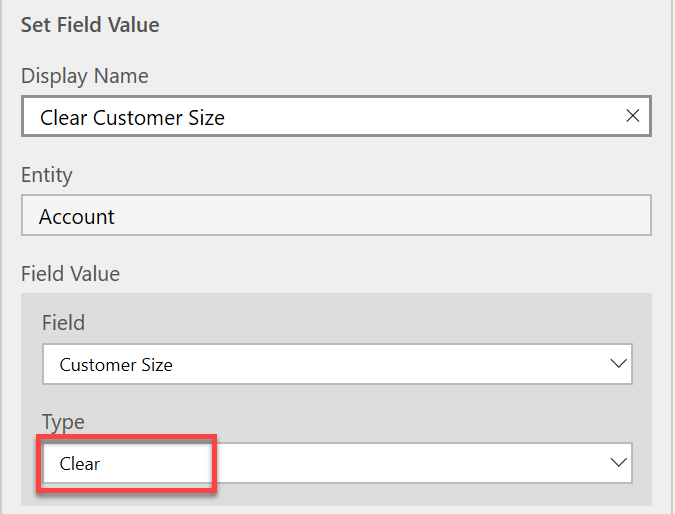 Set Field Value
Display Name
Clear Customer Size
Entity
Account
Field Value
Field
Customer Size
Type
Clear